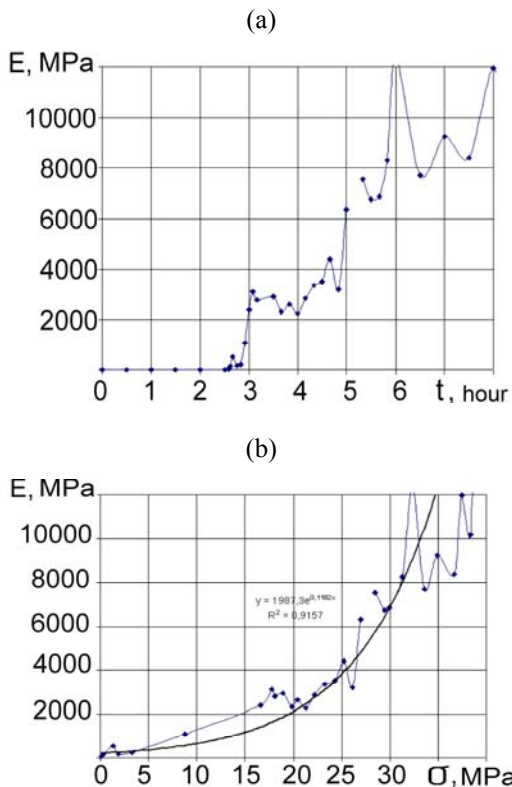 (a)
E, MPa
10000
8000
6000
4000
2000
0 1 2 3 4 5 6 t, hour
(b)
E, MPa
10000
8000
6000
4000
2000
y = 1987,3e^0,1182x
R² = 0,9157
0 5 10 15 20 25 30 σ, MPa